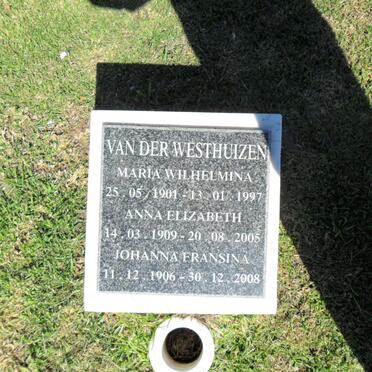 VAN DER WESTHUIZEN
MARIA WILHELMINA
25. 05. 1901 - 13. 01. 1997
ANNA ELIZABETH
14. 03. 1909 - 20. 08. 2005
JOHANNA FRANSINA
11. 12. 1906 - 30. 12. 2008